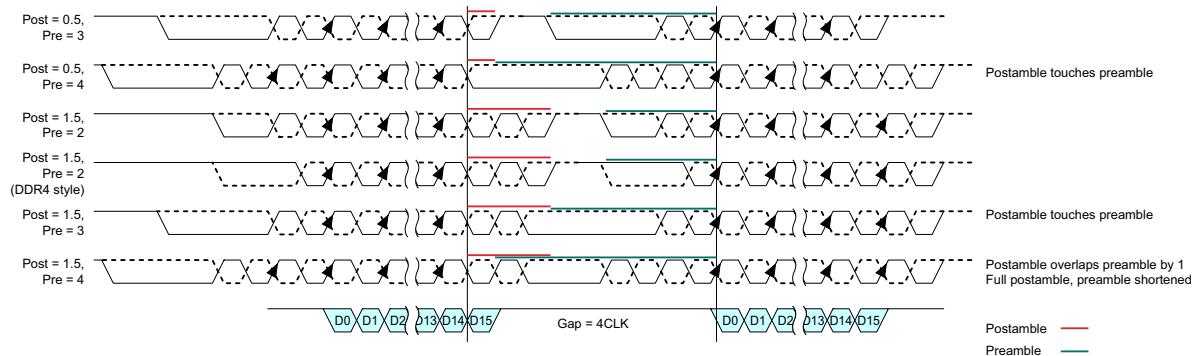 Post = 0.5,
Pre = 3
Post = 0.5,
Pre = 4
Postamble touches preamble
Post = 1.5,
Pre = 2
Post = 1.5,
Pre = 2
(DDR4 style)
Post = 1.5,
Pre = 3
Postamble touches preamble
Post = 1.5,
Pre = 4
Postamble overlaps preamble by 1
Full postamble, preamble shortened
D0 D1 D2 D13 D14 D15 Gap = 4CLK D0 D1 D2 D13 D14 D15
Postamble
Preamble